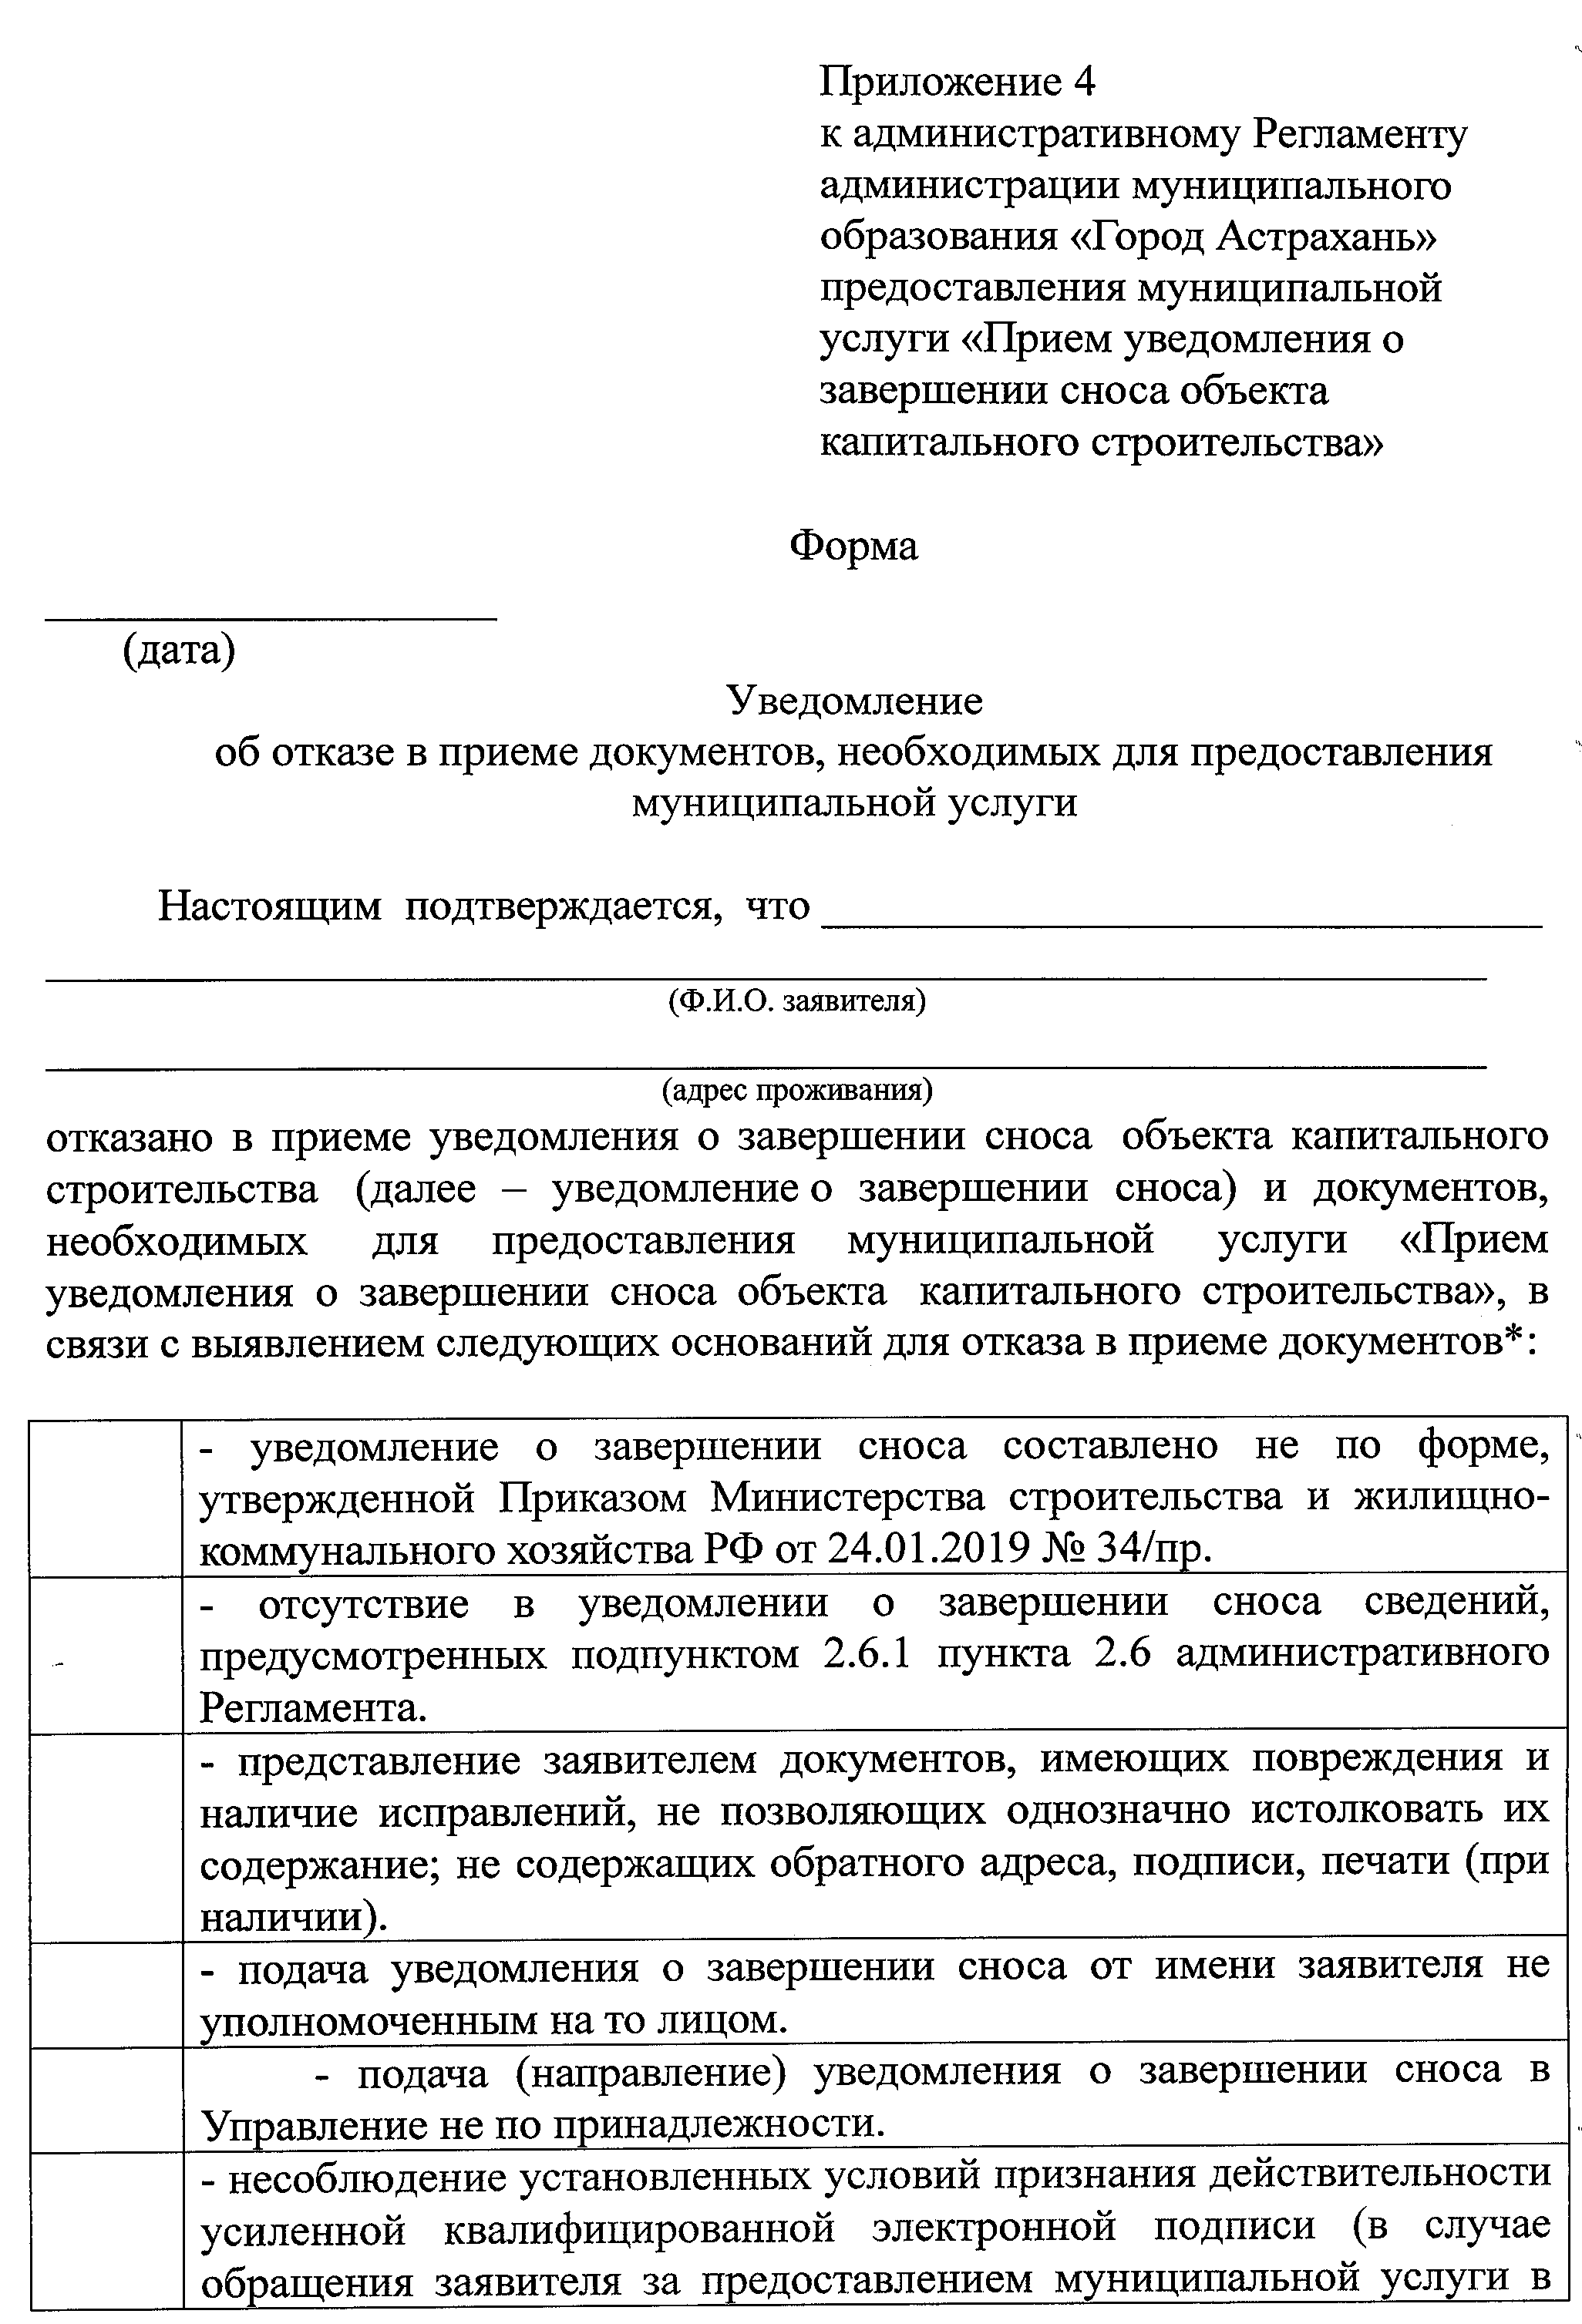 Приложение 4
к административному Регламенту
администрации муниципального
образования «Город Астрахань»
предоставления муниципальной
услуги «Прием уведомления о
завершении сноса объекта
капитального строительства»
Форма
(дата)
Уведомление
об отказе в приеме документов, необходимых для предоставления
муниципальной услуги
Настоящим подтверждается, что
(Ф.И.О. заявителя)
(адрес проживания)
отказано в приеме уведомления о завершении сноса объекта капитального
строительства (далее – уведомление о завершении сноса) и документов,
необходимых для предоставления муниципальной услуги «Прием
уведомления о завершении сноса объекта капитального строительства», в
связи с выявлением следующих оснований для отказа в приеме документов*:
- уведомление о завершении сноса составлено не по форме,
утвержденной Приказом Министерства строительства и жилищно-
коммунального хозяйства РФ от 24.01.2019 № 34/пр.
- отсутствие в уведомлении о завершении сноса сведений,
предусмотренных подпунктом 2.6.1 пункта 2.6 административного
Регламента.
- представление заявителем документов, имеющих повреждения и
наличие исправлений, не позволяющих однозначно истолковать их
содержание; не содержащих обратного адреса, подписи, печати (при
наличии).
- подача уведомления о завершении сноса от имени заявителя не
уполномоченным на то лицом.
- подача (направление) уведомления о завершении сноса в
Управление не по принадлежности.
- несоблюдение установленных условий признания действительности
усиленной квалифицированной электронной подписи (в случае
обращения заявителя за предоставлением муниципальной услуги в